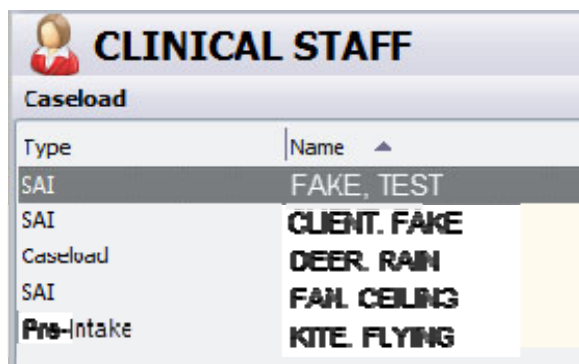 CLINICAL STAFF
Caseload
Type Name
SAI FAKE, TEST
SAI CLIENT. FAKE
Caseload DEER. RAIN
SAI FAN. CEILING
Pre-Intake KITE. FLYING